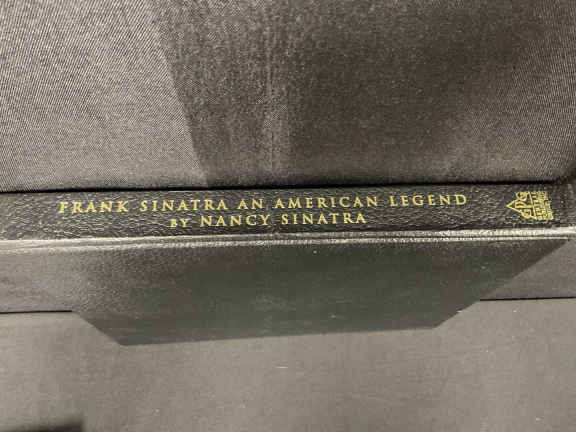 FRANK SINATRA AN AMERICAN LEGEND
BY NANCY SINATRA